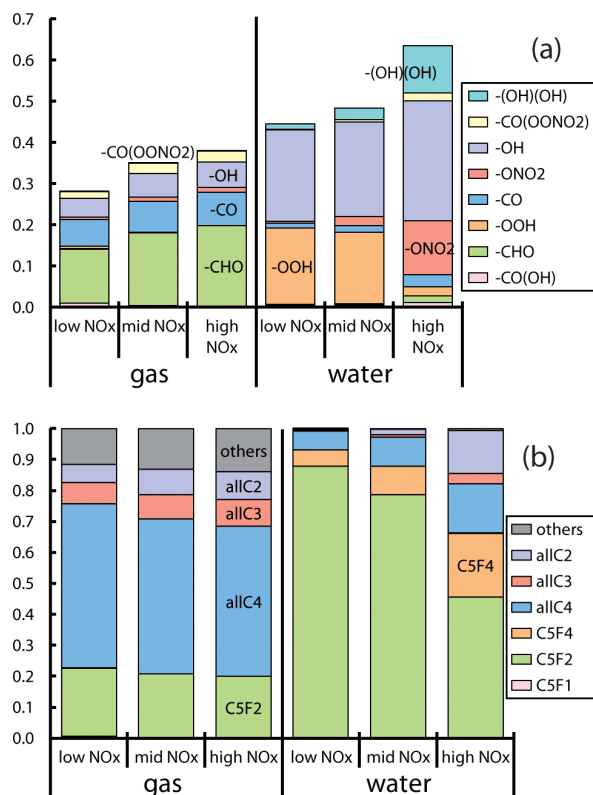 0.7
0.6
0.5
0.4
0.3
0.2
0.1
0.0
(a)
-(OH)(OH)
-CO(OONO2)
-OH
-CO
-CHO
-OOH
-ONO2
-(OH)(OH)
-CO(OONO2)
-OH
-ONO2
-CO
-OOH
-CHO
-CO(OH)
low NOx
mid NOx
high
NOx
low NOx
mid NOx
high
NOx
gas
water
1.0
0.9
0.8
0.7
0.6
0.5
0.4
0.3
0.2
0.1
0.0
(b)
others
allC2
allC3
allC4
C5F2
C5F4
others
allC2
allC3
allC4
C5F4
C5F2
C5F1
low NOx
mid NOx
high NOx
low NOx
mid NOx
high NOx
gas
water